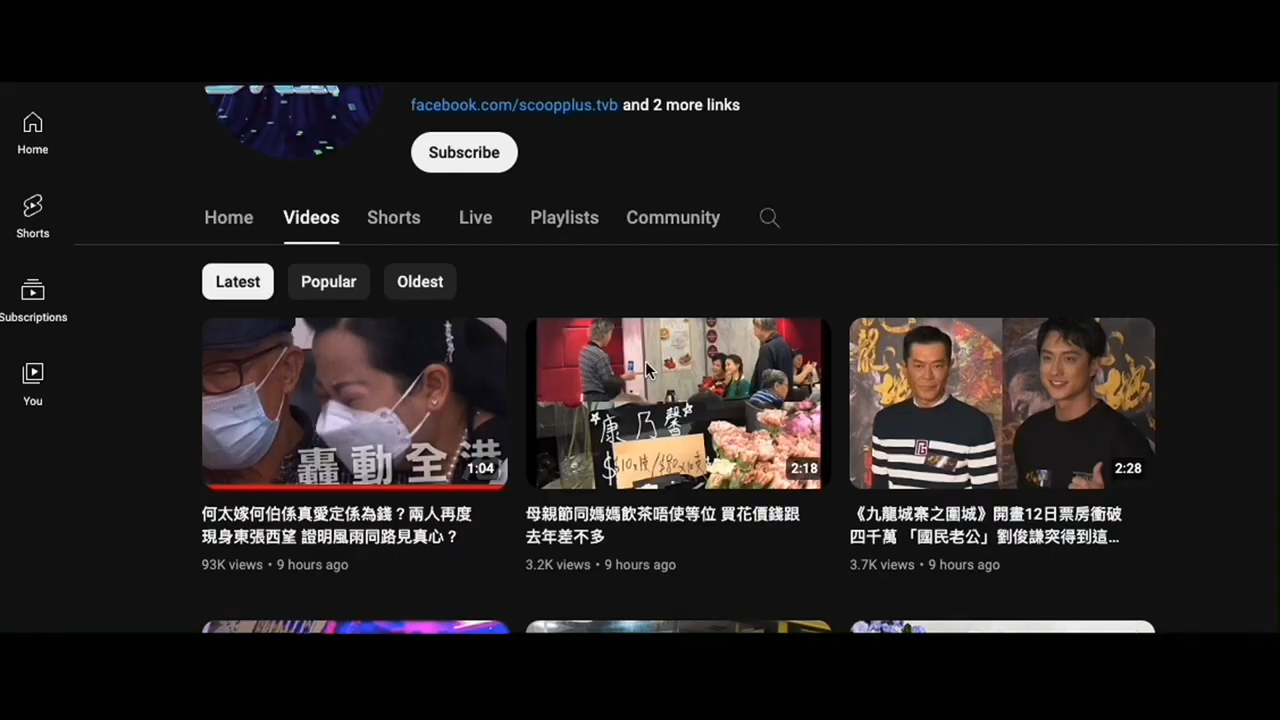 facebook.com/scoopplus.tvb and 2 more links
Subscribe
Home
Shorts
Subscriptions
You
Home Videos Shorts Live Playlists Community
Latest Popular Oldest
轟動全港
1:04
康乃馨
2:18
2:28
何太嫁何伯係真愛定係為錢？兩人再度
現身東張西望 證明風雨同路見真心？
93K views • 9 hours ago
母親節同媽媽飲茶唔使等位 買花價錢跟
去年差不多
3.2K views • 9 hours ago
《九龍城寨之圍城》開畫12日票房衝破
四千萬 「國民老公」劉俊謙突得到這...
3.7K views • 9 hours ago